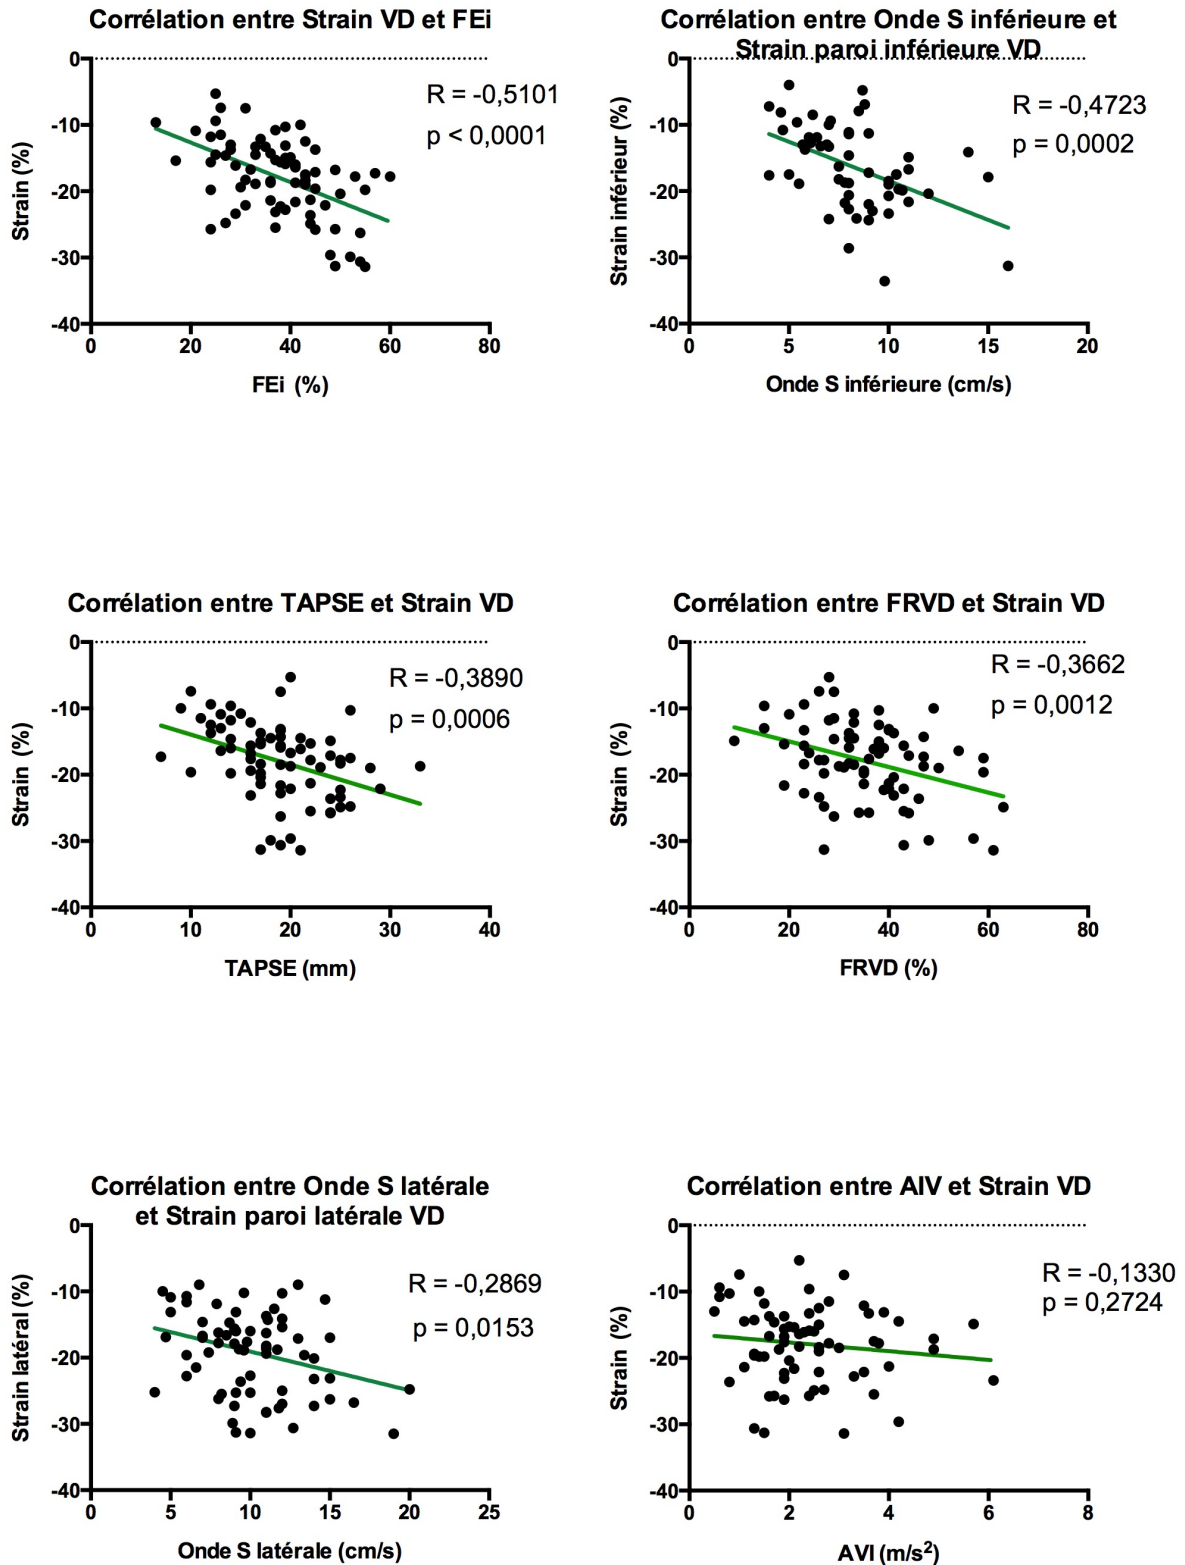 Corrélation entre Strain VD et FEi
0
-10
-20
-30
-40
0
20
40
60
80
Strain (%)
FEi (%)
R = -0,5101
p < 0,0001
Corrélation entre Onde S inférieure et
Strain paroi inférieure VD
0
-10
-20
-30
-40
0
5
10
15
20
Strain inférieur (%)
Onde S inférieure (cm/s)
R = -0,4723
p = 0,0002
Corrélation entre TAPSE et Strain VD
0
-10
-20
-30
-40
0
10
20
30
40
Strain (%)
TAPSE (mm)
R = -0,3890
p = 0,0006
Corrélation entre FRVD et Strain VD
0
-10
-20
-30
-40
0
20
40
60
80
Strain (%)
FRVD (%)
R = -0,3662
p = 0,0012
Corrélation entre Onde S latérale
et Strain paroi latérale VD
0
-10
-20
-30
-40
0
5
10
15
20
25
Strain latéral (%)
Onde S latérale (cm/s)
R = -0,2869
p = 0,0153
Corrélation entre AIV et Strain VD
0
-10
-20
-30
-40
0
2
4
6
8
Strain (%)
AVI (m/s²)
R = -0,1330
p = 0,2724